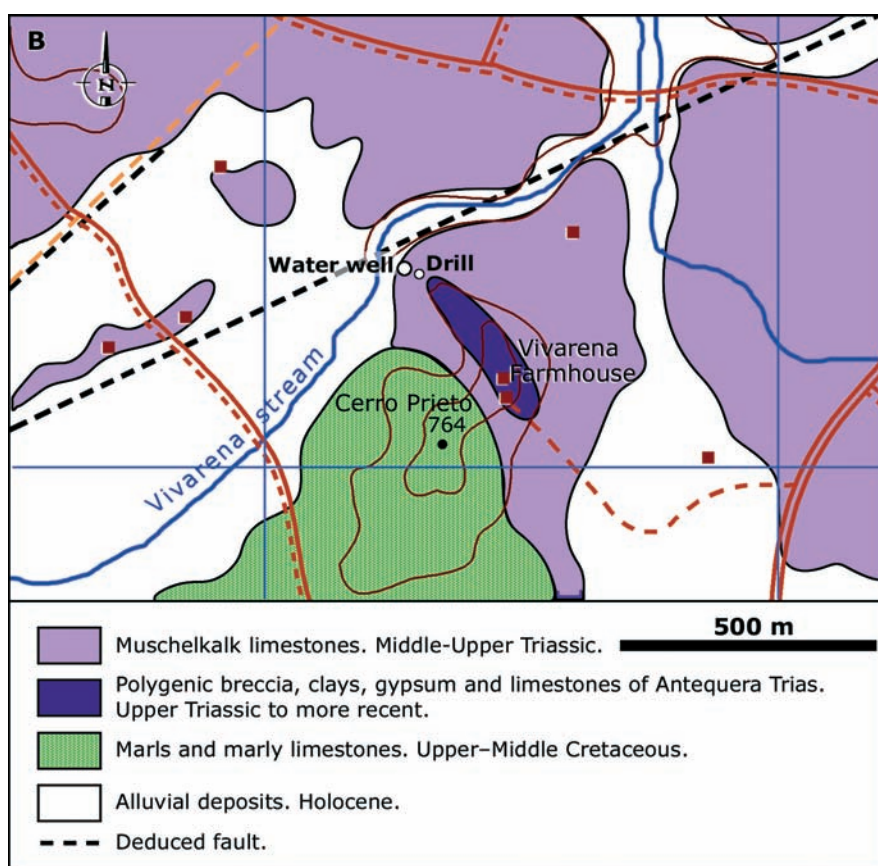 B
N
Water well
Drill
Vivarena
Farmhouse
Cerro Prieto
764
Vivarena stream
500 m
Muschelkalk limestones. Middle-Upper Triassic.
Polygenic breccia, clays, gypsum and limestones of Antequera Trias.
Upper Triassic to more recent.
Marls and marly limestones. Upper–Middle Cretaceous.
Alluvial deposits. Holocene.
Deduced fault.